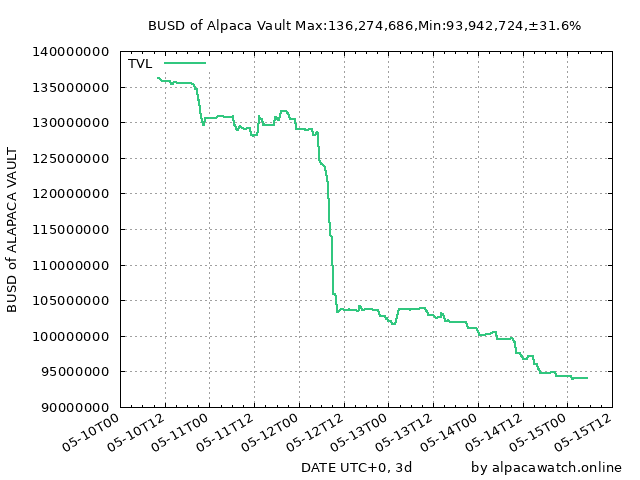 BUSD of Alpaca Vault Max:136,274,686,Min:93,942,724,±31.6%
TVL
BUSD of ALAPACA VAULT
140000000
135000000
130000000
125000000
120000000
115000000
110000000
105000000
100000000
95000000
90000000
05-10T00
05-10T12
05-11T00
05-11T12
05-12T00
05-12T12
05-13T00
05-13T12
05-14T00
05-14T12
05-15T00
05-15T12
DATE UTC+0, 3d
by alpacawatch.online